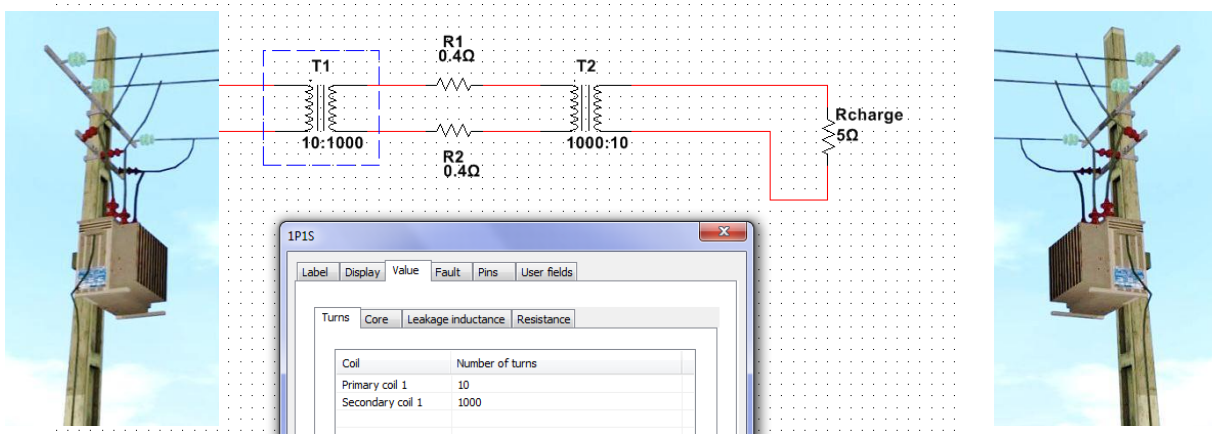 R1
0.4Ω
T1
T2
10:1000
R2
0.4Ω
1000:10
Rcharge
5Ω
1P1S
Label Display Value Fault Pins User fields
Turns Core Leakage inductance Resistance
Coil Number of turns
Primary coil 1 10
Secondary coil 1 1000